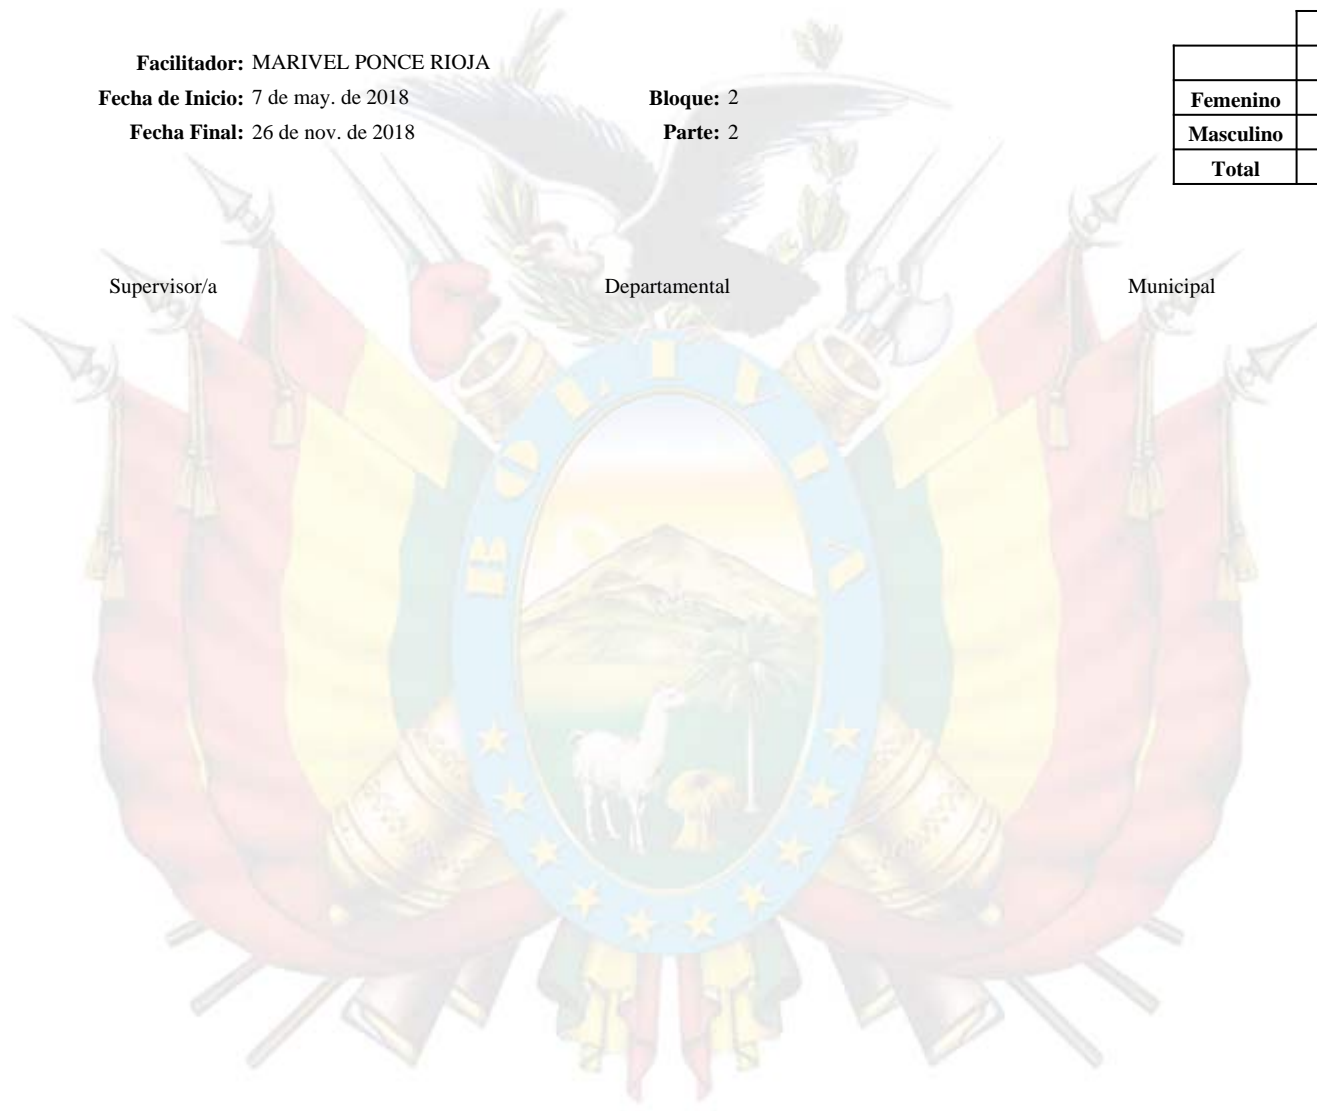 Facilitador: MARIVEL PONCE RIOJA
Fecha de Inicio: 7 de may. de 2018 Bloque: 2
Fecha Final: 26 de nov. de 2018 Parte: 2
Femenino
Masculino
Total
Supervisor/a Departamental Municipal
BOLIVIA